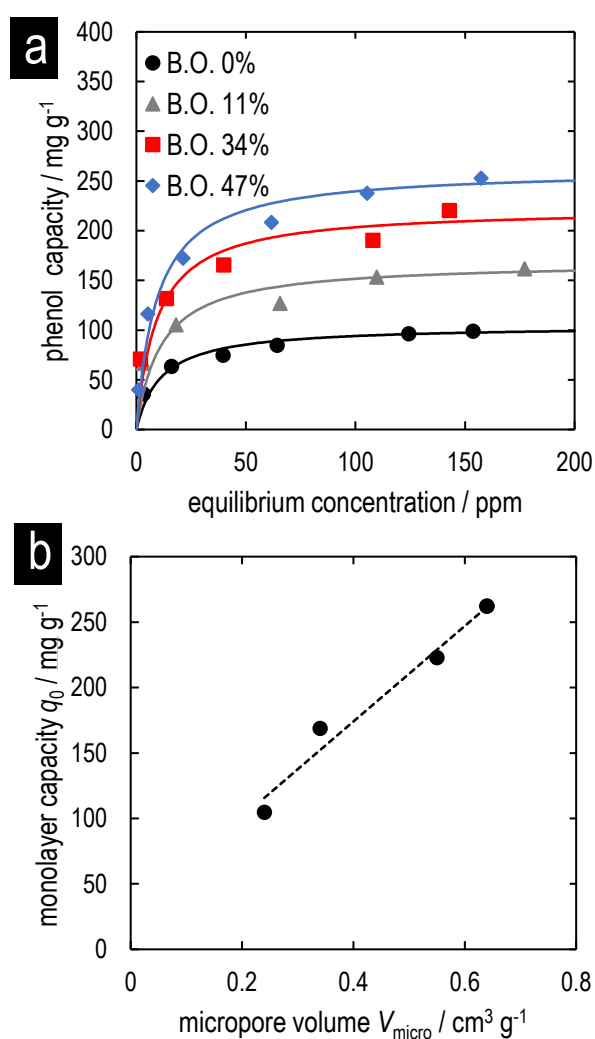 a
400
350
300
250
200
150
100
50
0
phenol capacity / mg g⁻¹
B.O. 0%
B.O. 11%
B.O. 34%
B.O. 47%
0 50 100 150 200
equilibrium concentration / ppm
b
300
250
200
150
100
50
0
monolayer capacity q₀ / mg g⁻¹
0 0.2 0.4 0.6 0.8
micropore volume Vmicro / cm³ g⁻¹